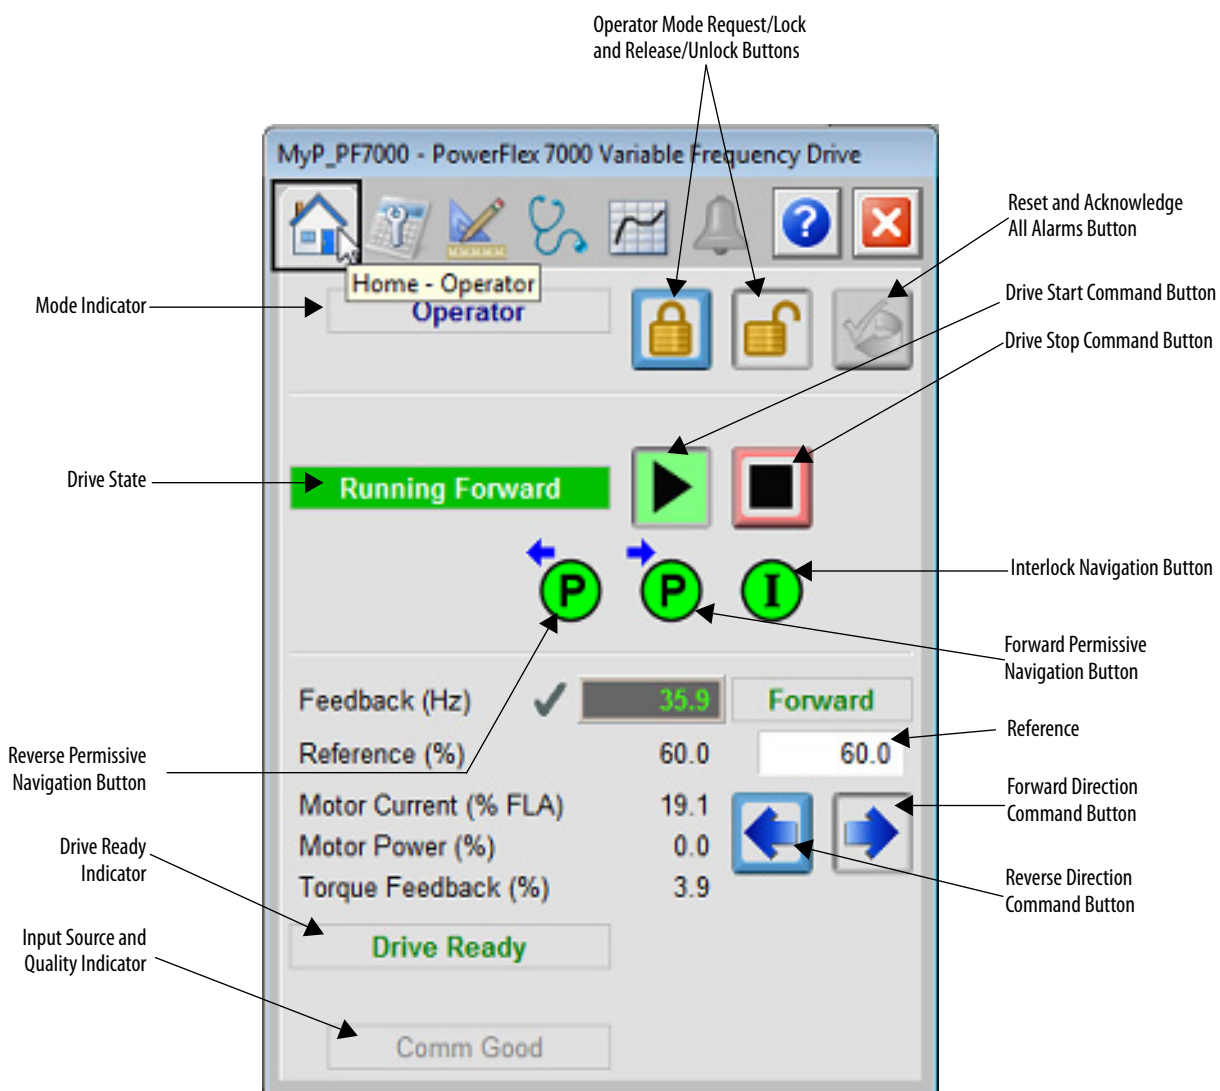 Operator Mode Request/Lock
and Release/Unlock Buttons
MyP_PF7000 - PowerFlex 7000 Variable Frequency Drive
?
Reset and Acknowledge
All Alarms Button
Home - Operator
Mode Indicator
Operator
Drive Start Command Button
Drive Stop Command Button
Drive State
Running Forward
P
P
I
Interlock Navigation Button
Forward Permissive
Navigation Button
Feedback (Hz)
35.9
Forward
Reference (%)
60.0
60.0
Reference
Reverse Permissive
Navigation Button
Motor Current (% FLA)
19.1
Forward Direction
Command Button
Motor Power (%)
0.0
Drive Ready
Indicator
Torque Feedback (%)
3.9
Reverse Direction
Command Button
Drive Ready
Input Source and
Quality Indicator
Comm Good